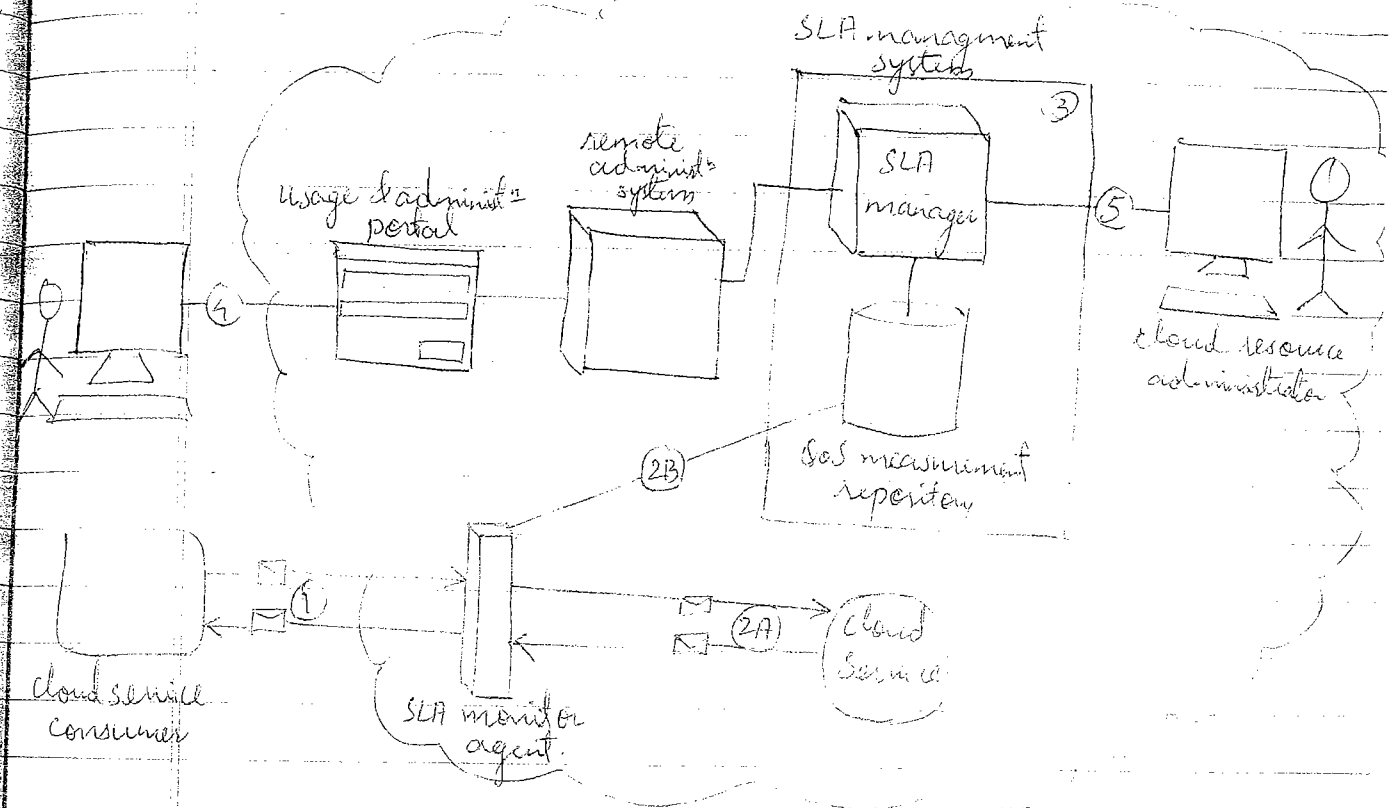 SLA managment
system
3
SLA
manager
remote
administⁿ
system
usage & administⁿ
portal
4
5
cloud resource
administrator
2B
QoS measurement
repository
1
2A
cloud
service
cloud service
consumer
SLA monitor
agent.